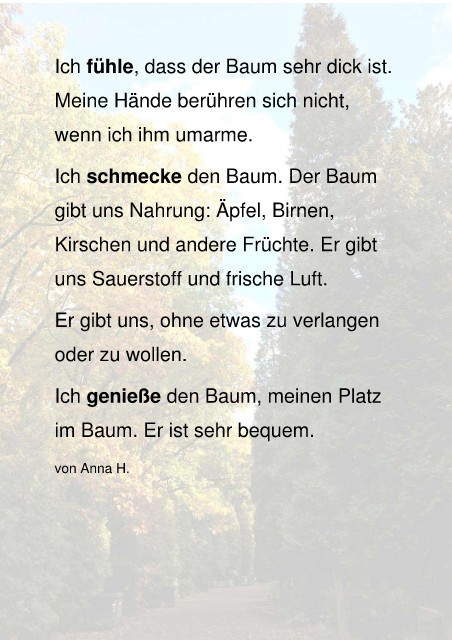 Ich fühle, dass der Baum sehr dick ist.
Meine Hände berühren sich nicht,
wenn ich ihm umarme.
Ich schmecke den Baum. Der Baum
gibt uns Nahrung: Äpfel, Birnen,
Kirschen und andere Früchte. Er gibt
uns Sauerstoff und frische Luft.
Er gibt uns, ohne etwas zu verlangen
oder zu wollen.
Ich genieße den Baum, meinen Platz
im Baum. Er ist sehr bequem.
von Anna H.